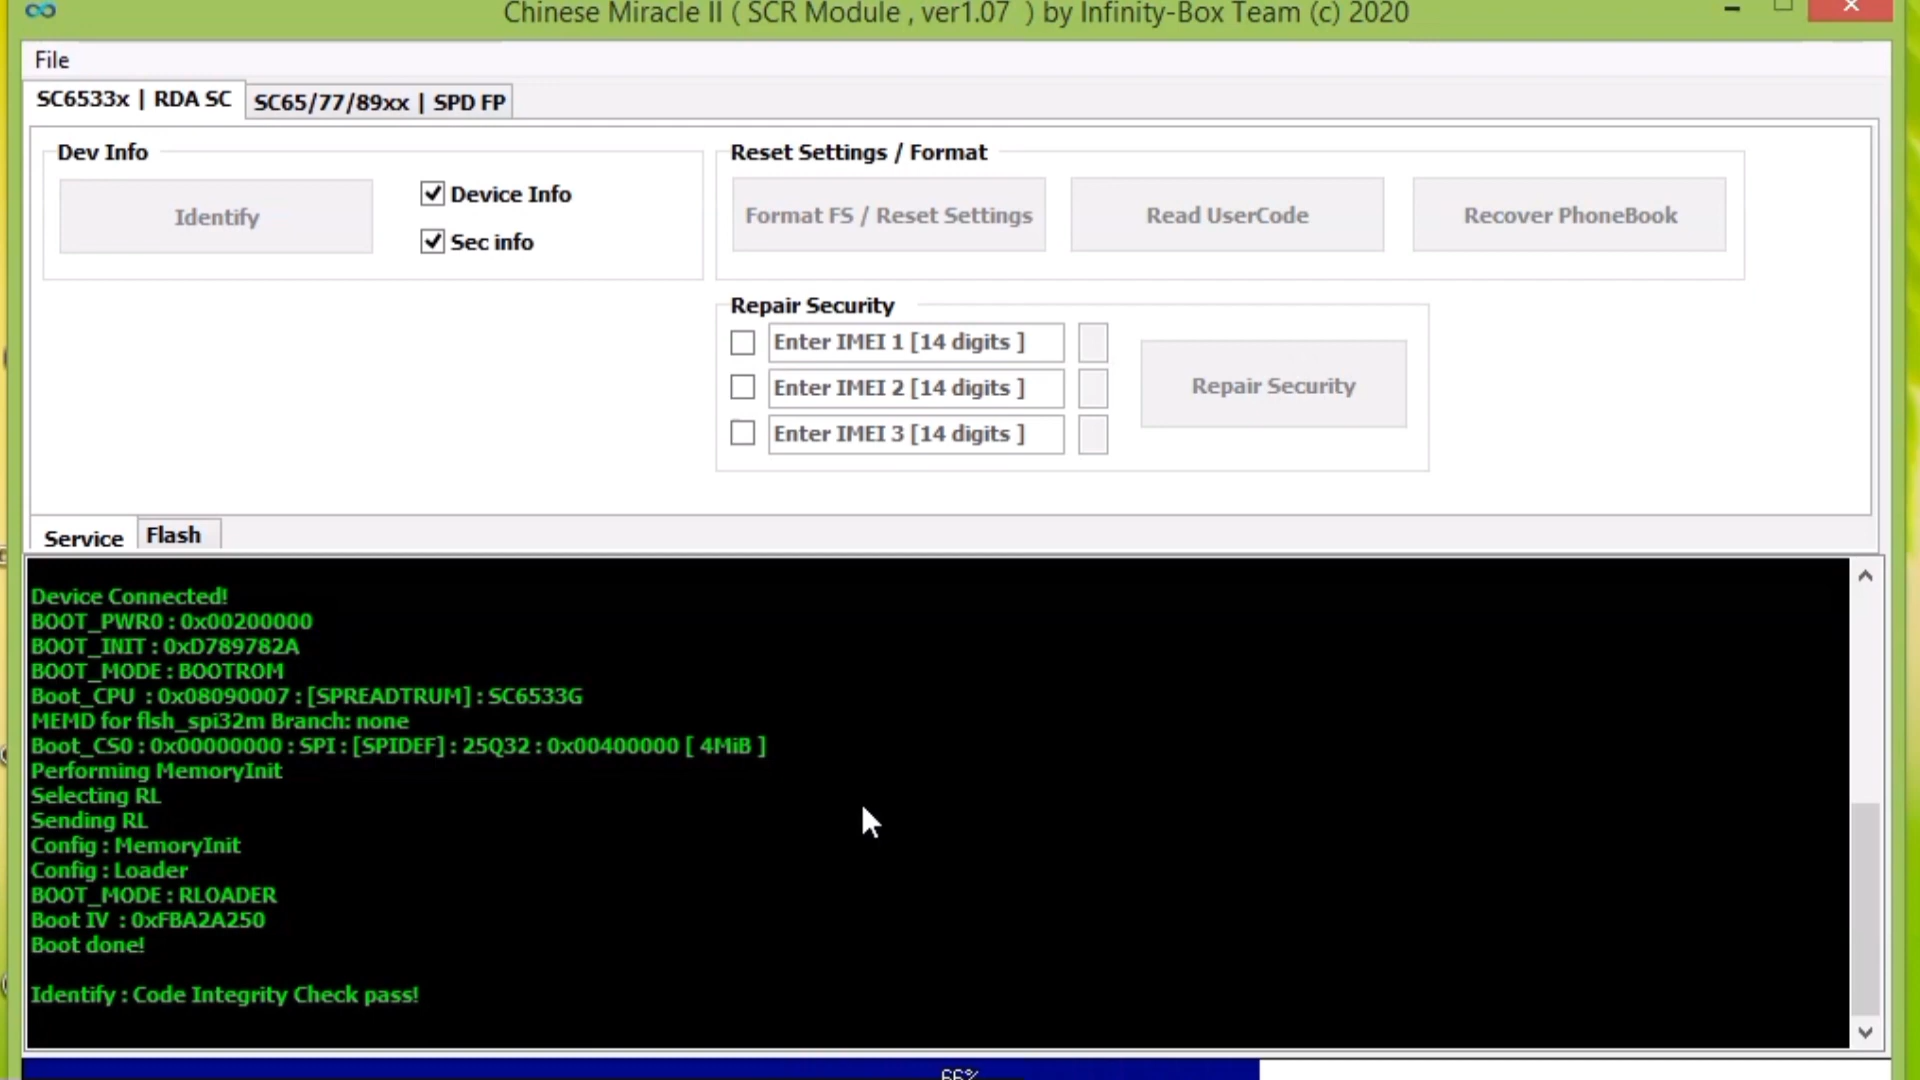 Chinese Miracle II ( SCR Module , ver1.07 ) by Infinity-Box Team (c) 2020
File
SC6533x | RDA SC
SC65/77/89xx | SPD FP
Dev Info
Identify
Device Info
Sec info
Reset Settings / Format
Format FS / Reset Settings
Read UserCode
Recover PhoneBook
Repair Security
Enter IMEI 1 [14 digits ]
Enter IMEI 2 [14 digits ]
Enter IMEI 3 [14 digits ]
Repair Security
Service
Flash
Device Connected!
BOOT_PWR0 : 0x00200000
BOOT_INIT : 0xD789782A
BOOT_MODE : BOOTROM
Boot_CPU : 0x08090007 : [SPREADTRUM] : SC6533G
MEMD for flsh_spi32m Branch: none
Boot_CS0 : 0x00000000 : SPI : [SPIDEF] : 25Q32 : 0x00400000 [ 4MiB ]
Performing MemoryInit
Selecting RL
Sending RL
Config : MemoryInit
Config : Loader
BOOT_MODE : RLOADER
Boot IV : 0xFBA2A250
Boot done!
Identify : Code Integrity Check pass!
66%